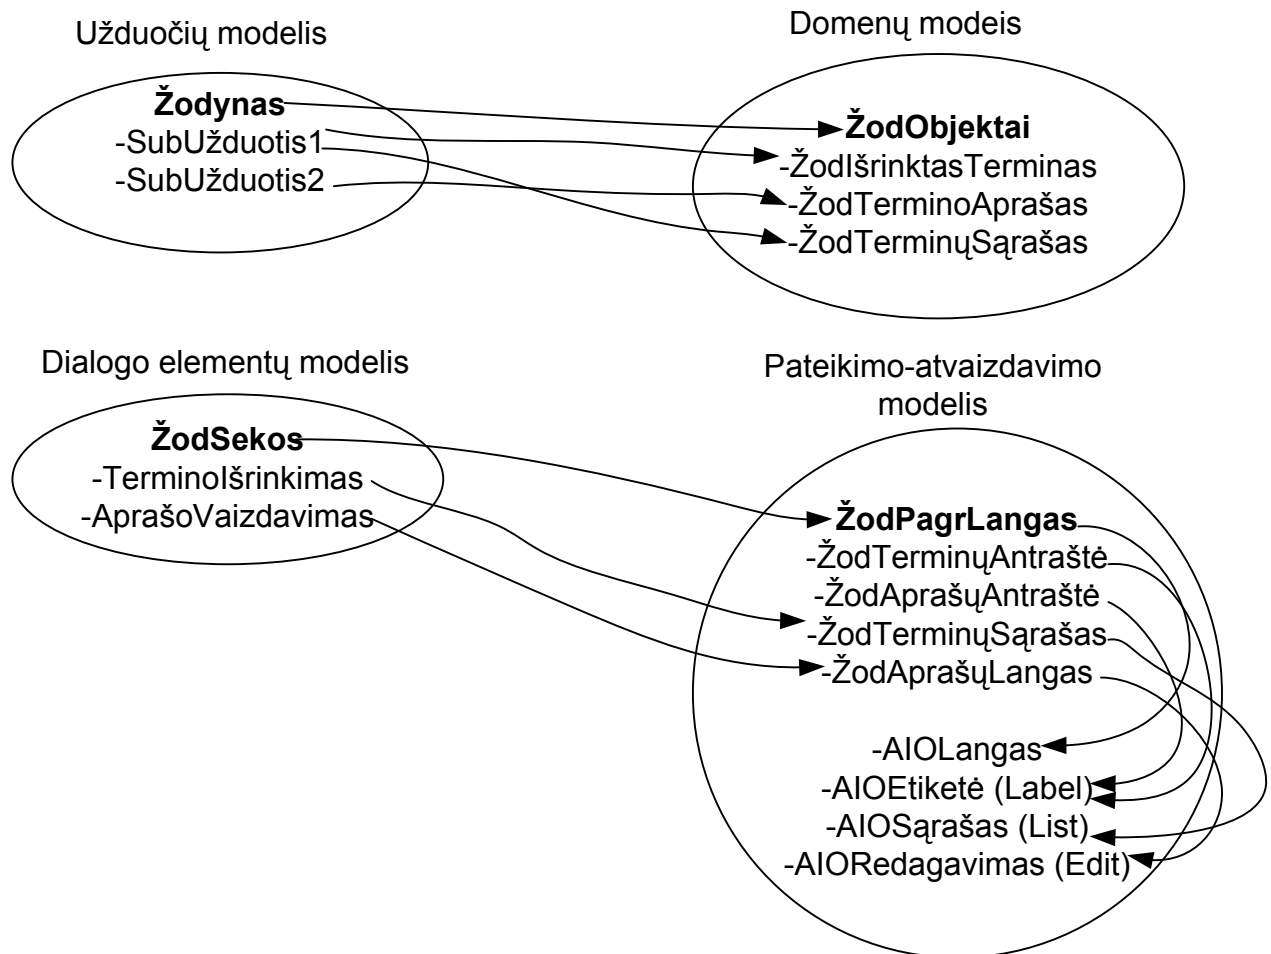 Užduočių modelis
Žodynas
-SubUžduotis1
-SubUžduotis2
Domenų modeis
ŽodObjektai
-ŽodIšrinktasTerminas
-ŽodTerminoAprašas
-ŽodTerminųSąrašas
Dialogo elementų modelis
ŽodSekos
-TerminoIšrinkimas
-AprašoVaizdavimas
Pateikimo-atvaizdavimo
modelis
ŽodPagrLangas
-ŽodTerminųAntraštė
-ŽodAprašųAntraštė
-ŽodTerminųSąrašas
-ŽodAprašųLangas
-AIOLangas
-AIOEtiketė (Label)
-AIOSąrašas (List)
-AIORedagavimas (Edit)